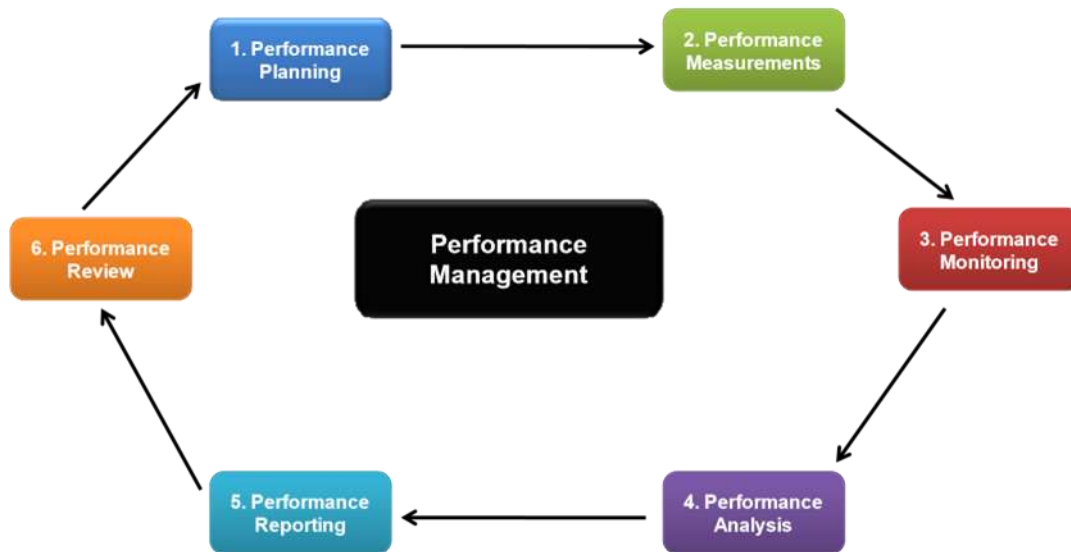 1. Performance
Planning
2. Performance
Measurements
3. Performance
Monitoring
4. Performance
Analysis
5. Performance
Reporting
6. Performance
Review
Performance
Management